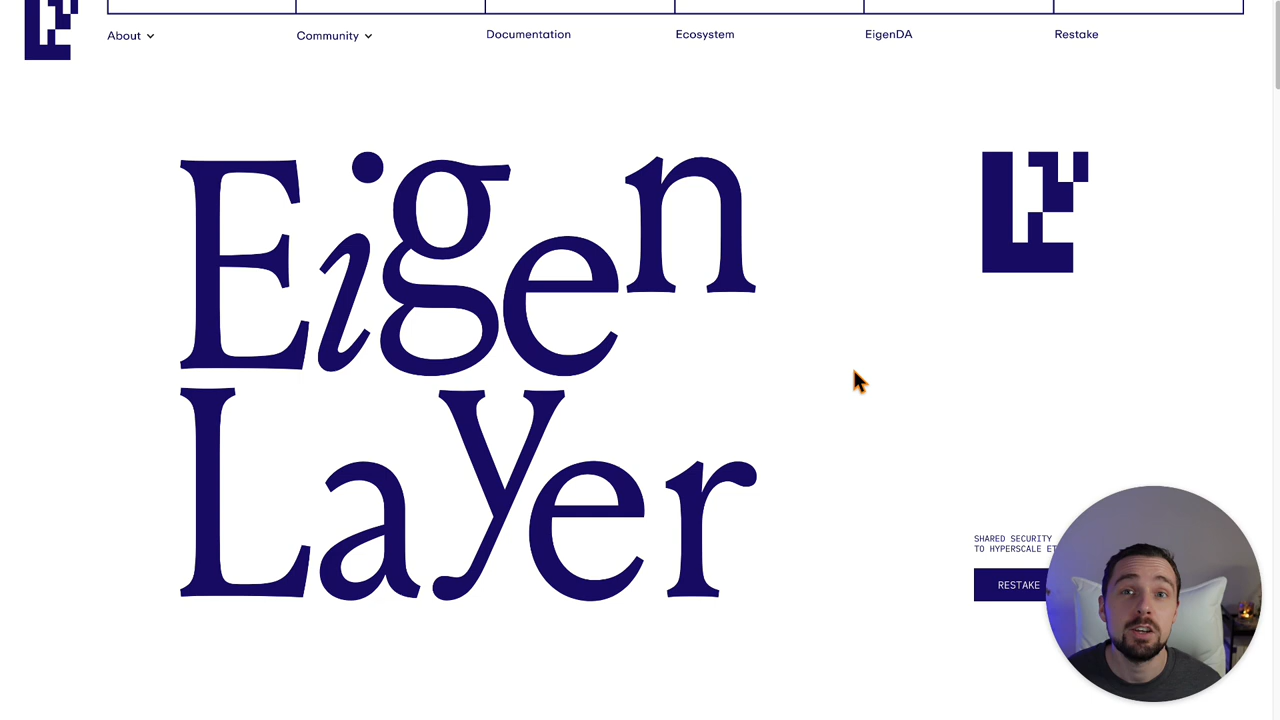 About
Community
Documentation
Ecosystem
EigenDA
Restake
Eigen
Layer
SHARED SECURITY
TO HYPERSCALE
RESTAKE